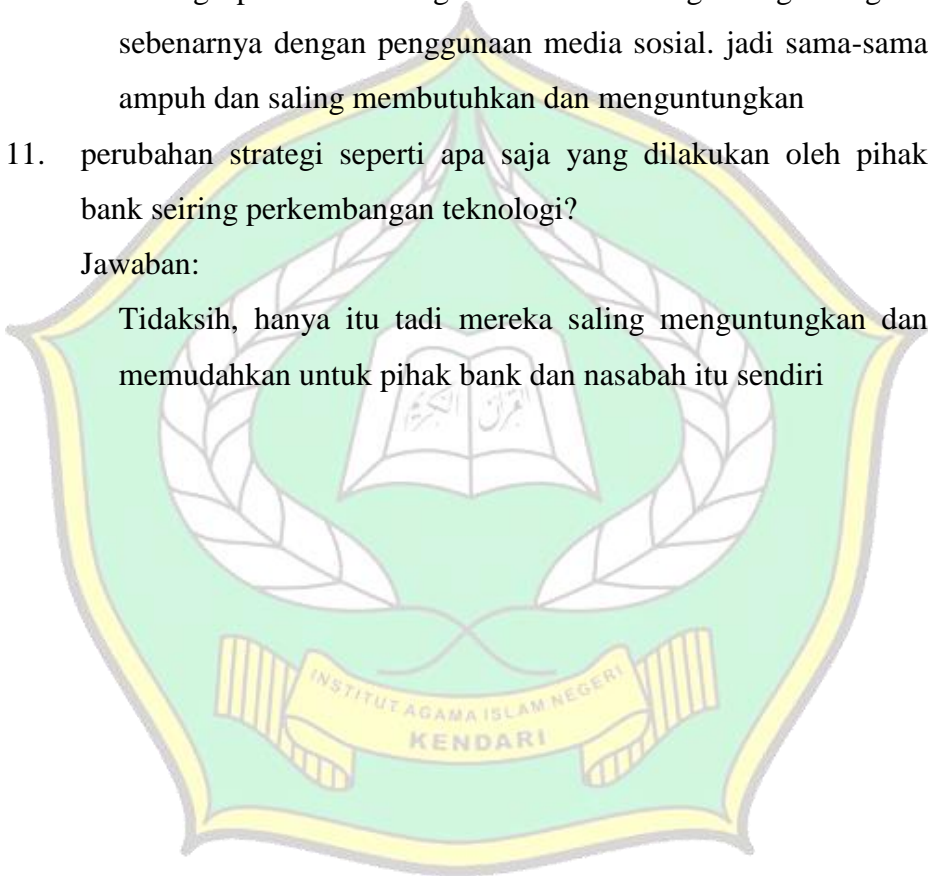 sebenarnya dengan penggunaan media sosial. jadi sama-sama
ampuh dan saling membutuhkan dan menguntungkan
11. perubahan strategi seperti apa saja yang dilakukan oleh pihak
bank seiring perkembangan teknologi?
Jawaban:
Tidaksih, hanya itu tadi mereka saling menguntungkan dan
memudahkan untuk pihak bank dan nasabah itu sendiri
القرآن الكريم
INSTITUT AGAMA ISLAM NEGERI
KENDARI